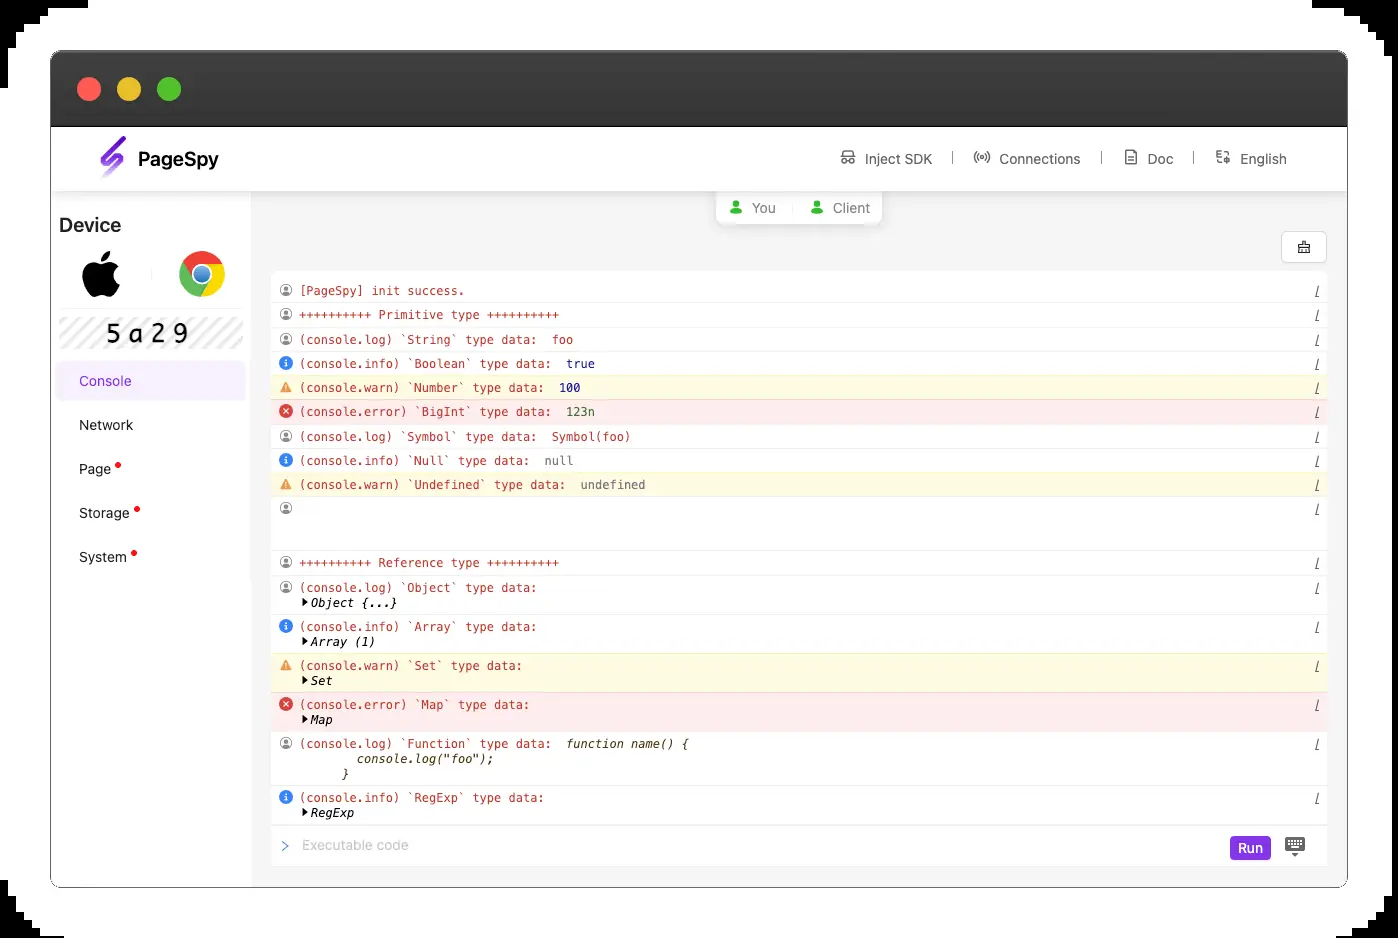 PageSpy
Inject SDK
Connections
Doc
English
You
Client
Device
5a29
Console
Network
Page
Storage
System
[PageSpy] init success.
++++++++++ Primitive type ++++++++++
(console.log) `String` type data: foo
(console.info) `Boolean` type data: true
(console.warn) `Number` type data: 100
(console.error) `BigInt` type data: 123n
(console.log) `Symbol` type data: Symbol(foo)
(console.info) `Null` type data: null
(console.warn) `Undefined` type data: undefined
++++++++++ Reference type ++++++++++
(console.log) `Object` type data:
Object {...}
(console.info) `Array` type data:
Array (1)
(console.warn) `Set` type data:
Set
(console.error) `Map` type data:
Map
(console.log) `Function` type data: function name() {
console.log("foo");
}
(console.info) `RegExp` type data:
RegExp
> Executable code
Run